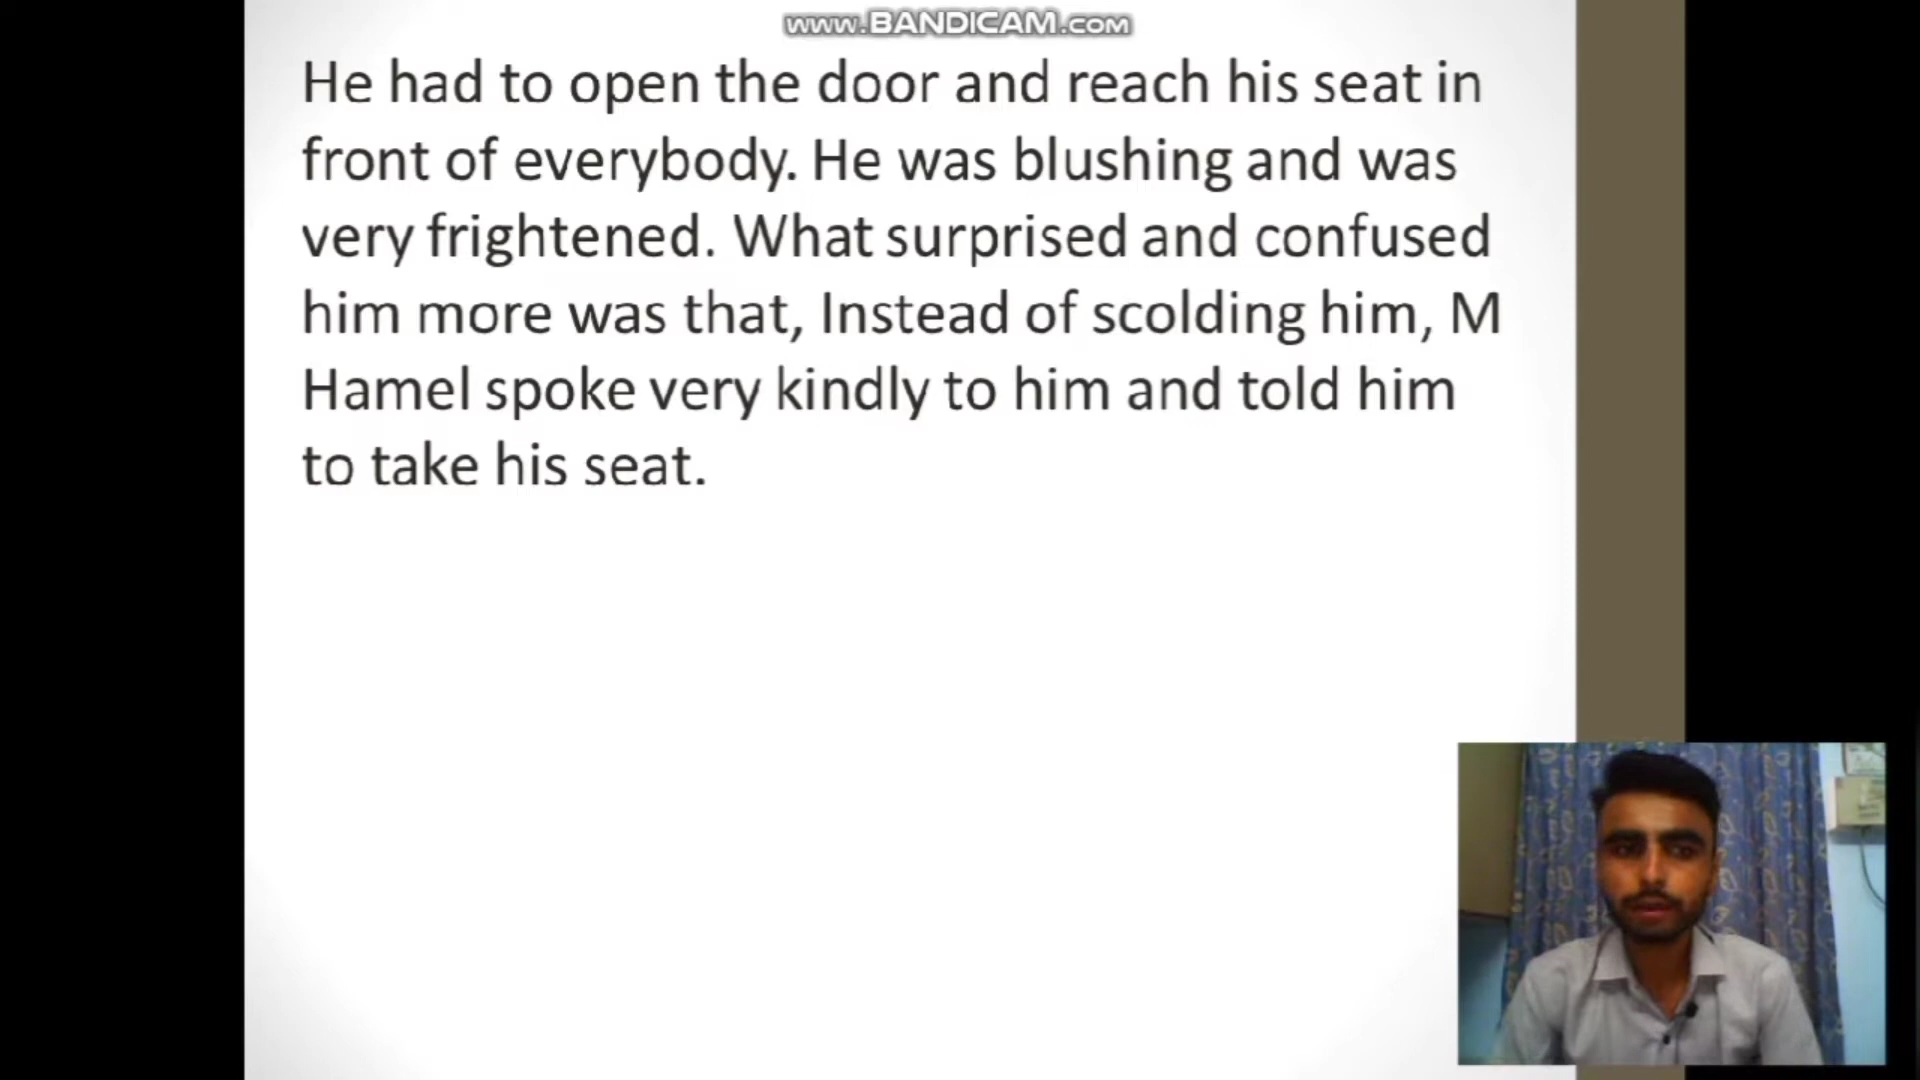 www.BANDICAM.com
He had to open the door and reach his seat in
front of everybody. He was blushing and was
very frightened. What surprised and confused
him more was that, Instead of scolding him, M
Hamel spoke very kindly to him and told him
to take his seat.